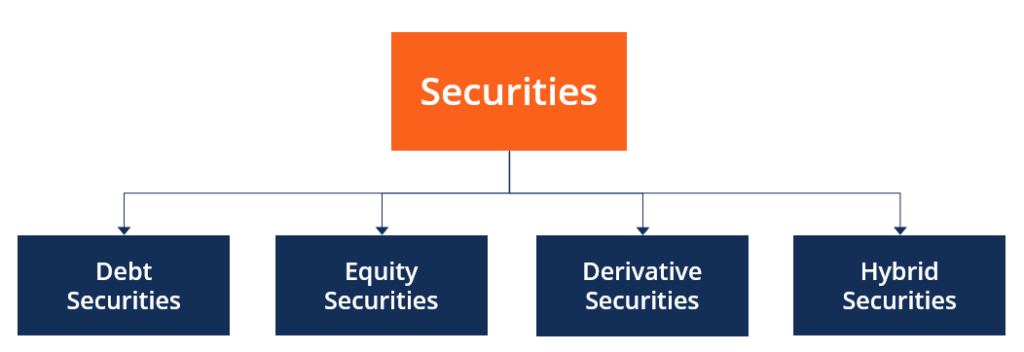 Securities
Debt
Securities
Equity
Securities
Derivative
Securities
Hybrid
Securities